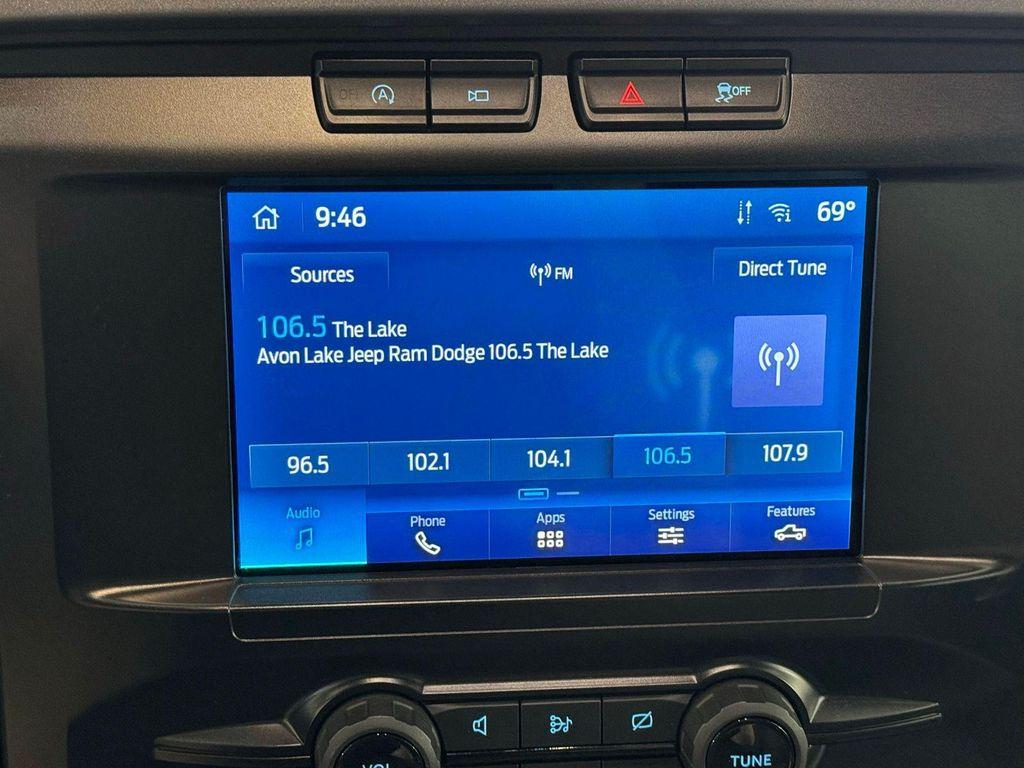 OFF A
OFF
9:46
69°
Sources
FM
Direct Tune
106.5 The Lake
Avon Lake Jeep Ram Dodge 106.5 The Lake
96.5
102.1
104.1
106.5
107.9
Audio
Phone
Apps
Settings
Features
VOL
TUNE